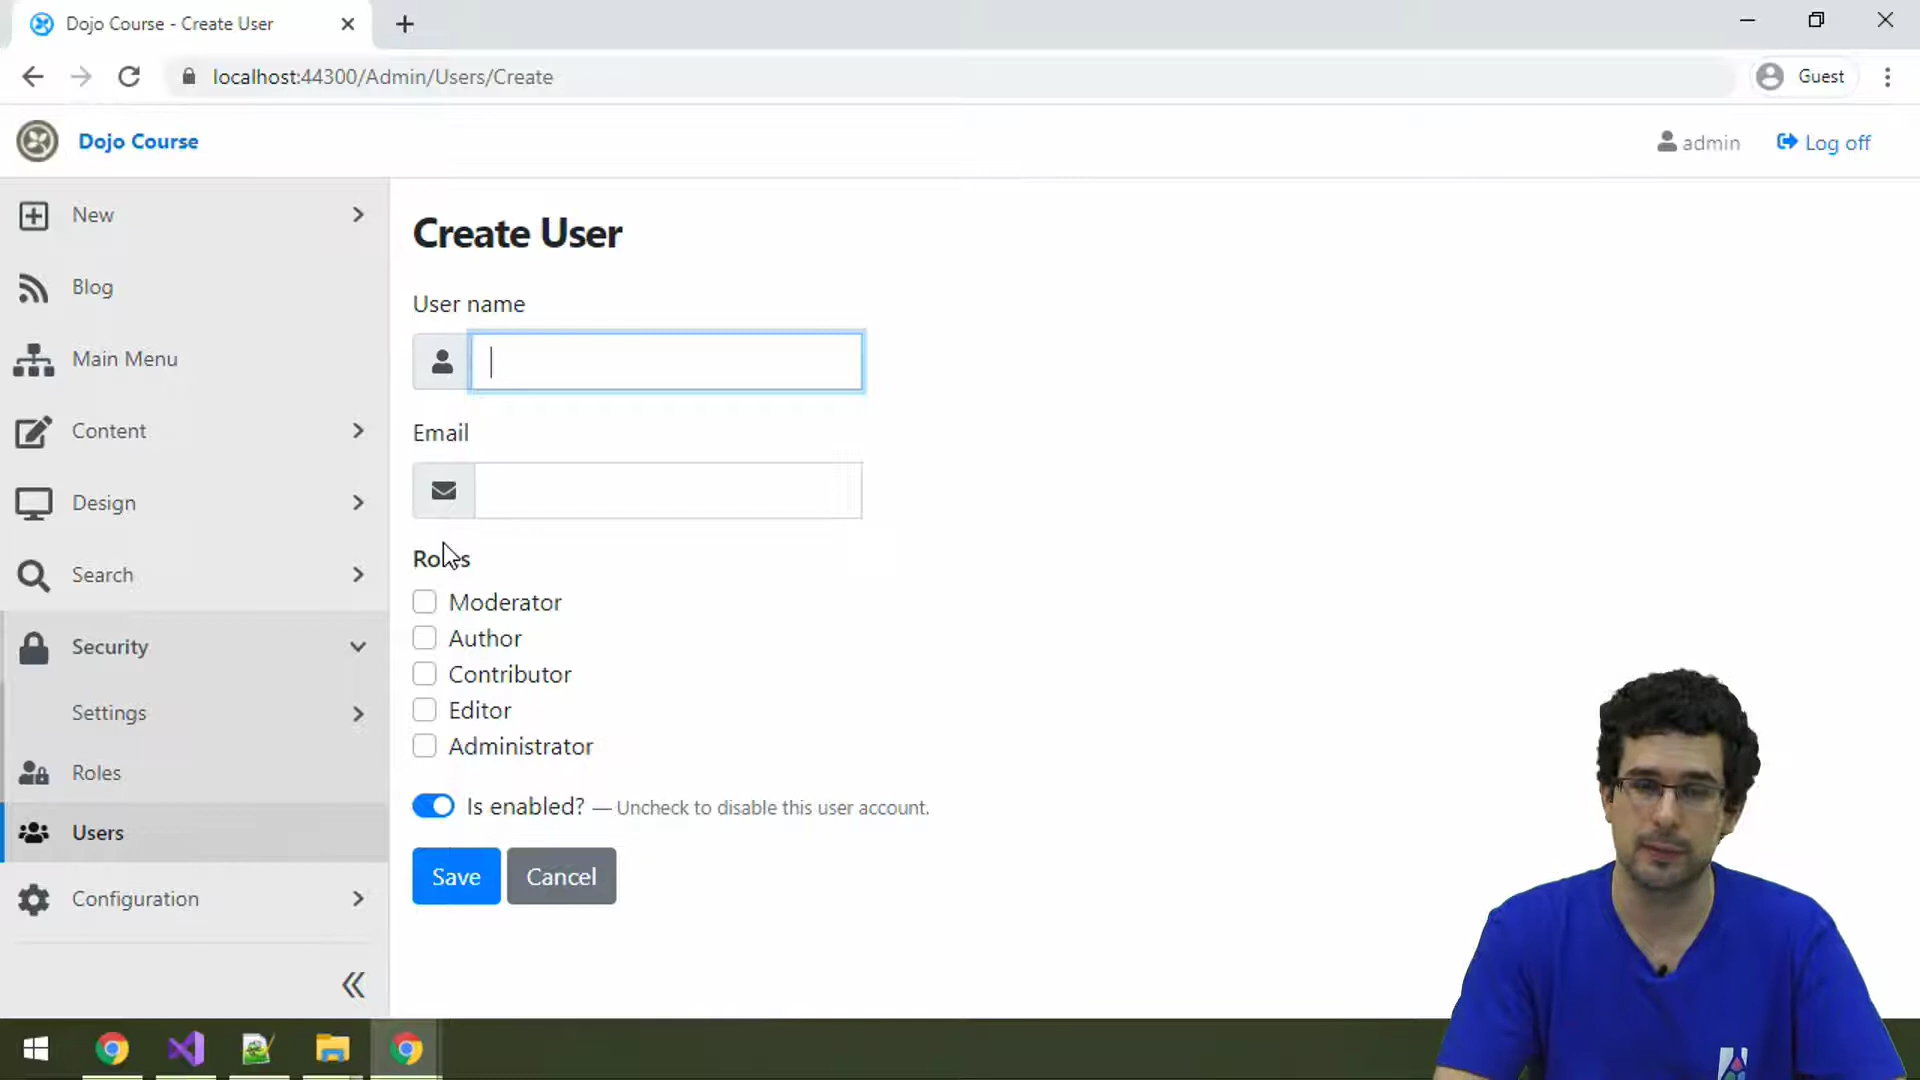 Dojo Course - Create User
localhost:44300/Admin/Users/Create
Guest
Dojo Course
admin
Log off
New
Blog
Main Menu
Content
Design
Search
Security
Settings
Roles
Users
Configuration
Create User
User name
Email
Roles
Moderator
Author
Contributor
Editor
Administrator
Is enabled? — Uncheck to disable this user account.
Save
Cancel